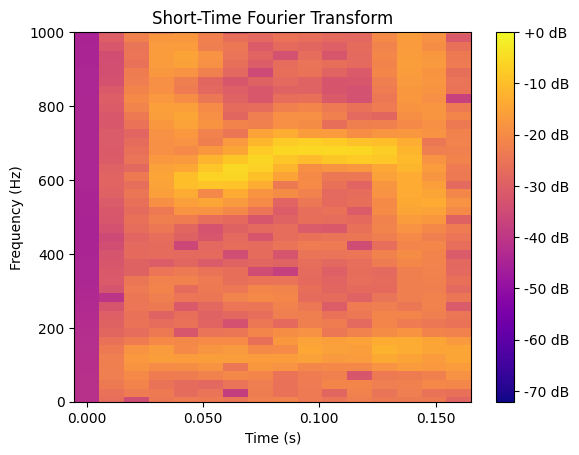 Short-Time Fourier Transform
1000
800
600
400
200
0
Frequency (Hz)
0.000
0.050
0.100
0.150
Time (s)
+0 dB
-10 dB
-20 dB
-30 dB
-40 dB
-50 dB
-60 dB
-70 dB